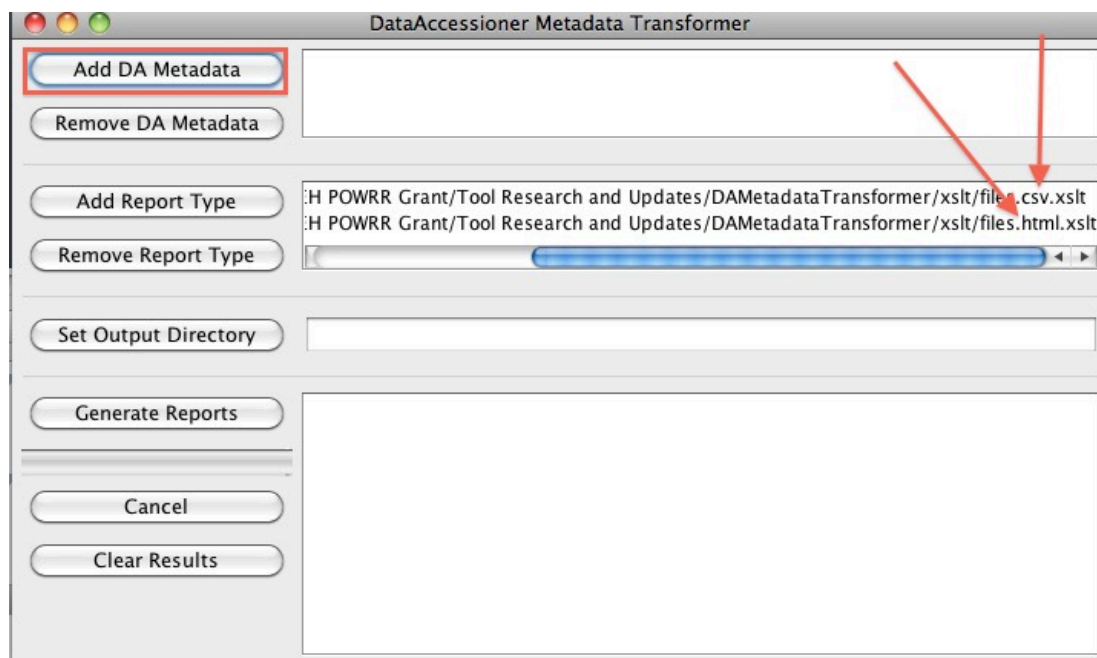 DataAccessioner Metadata Transformer
Add DA Metadata
Remove DA Metadata
Add Report Type
:H POWRR Grant/Tool Research and Updates/DAMetadataTransformer/xslt/files.csv.xslt
:H POWRR Grant/Tool Research and Updates/DAMetadataTransformer/xslt/files.html.xslt
Remove Report Type
Set Output Directory
Generate Reports
Cancel
Clear Results